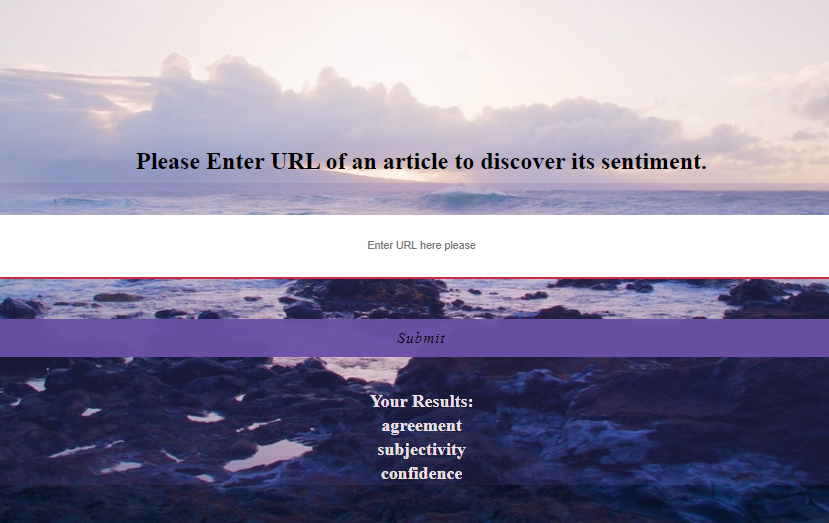 Please Enter URL of an article to discover its sentiment.
Enter URL here please
Submit
Your Results:
agreement
subjectivity
confidence